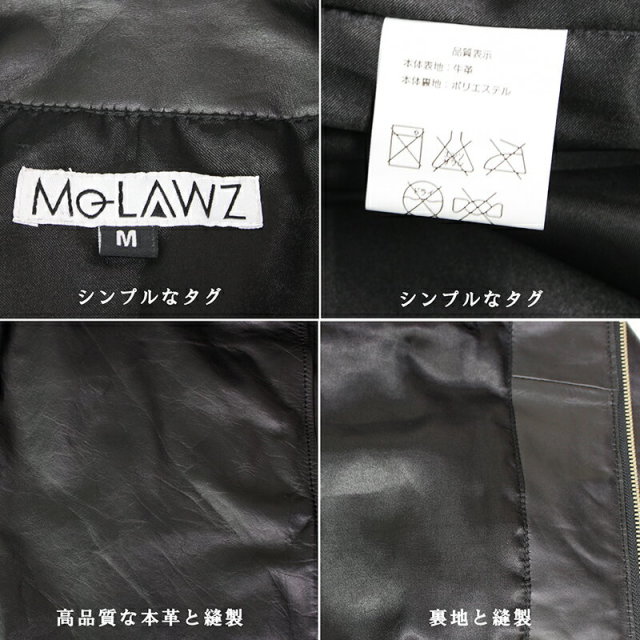 MGLAWZ
M
シンプルなタグ
品質表示
本体表地：牛革
本体裏地：ポリエステル
シンプルなタグ
高品質な本革と縫製
裏地と縫製